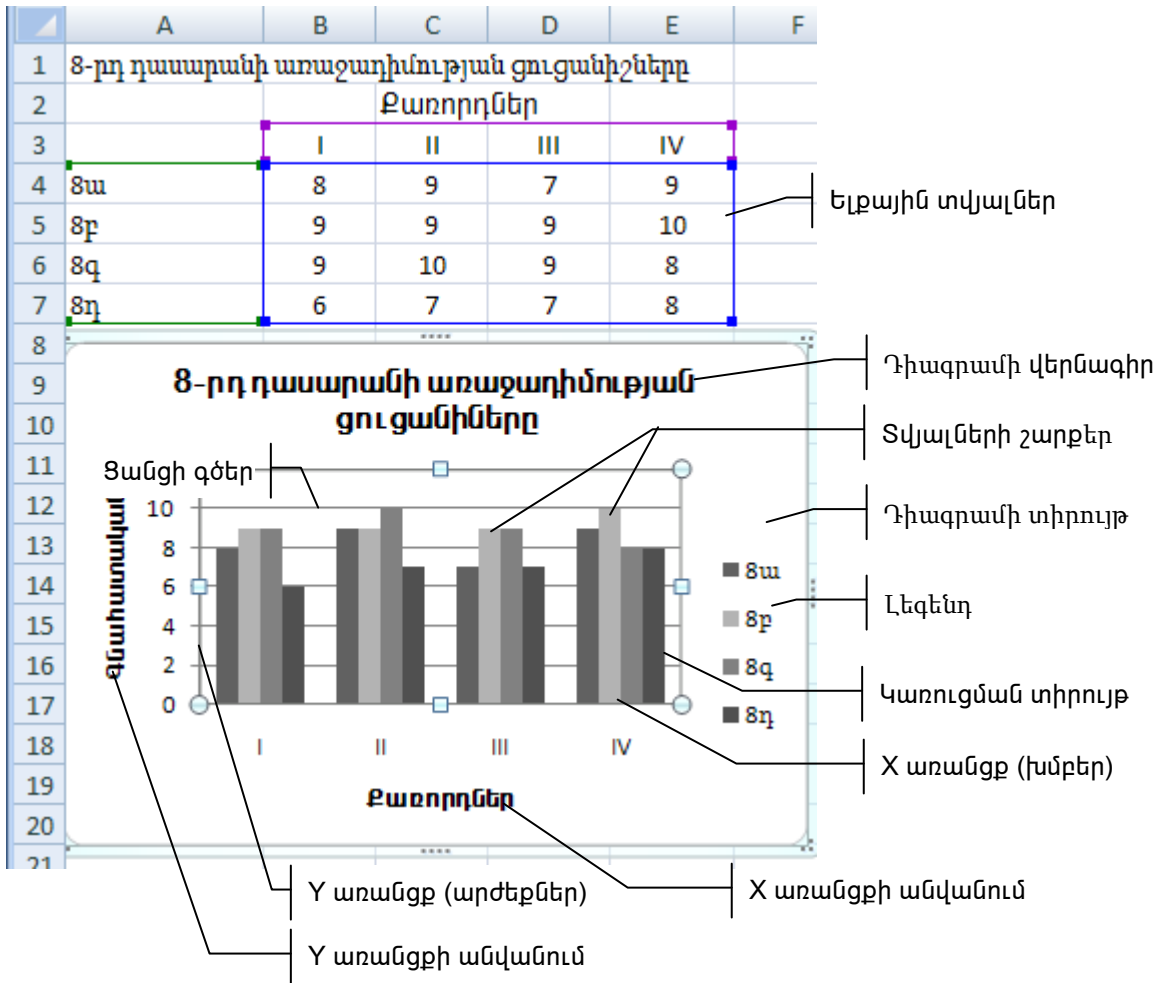 A B C D E F
1 8-րդ դասարանի առաջադիմության ցուցանիշները
2 Քառորդներ
3 I II III IV
4 8ա 8 9 7 9
5 8բ 9 9 9 10
6 8գ 9 10 9 8
7 8դ 6 7 7 8
Ելքային տվյալներ
8
9
10
11
12
13
14
15
16
17
18
19
20
21
8-րդ դասարանի առաջադիմության
ցուցանիները
Ցանցի գծեր
Գնահատական
10
8
6
4
2
0
I II III IV
Քառորդներ
8ա
8բ
8գ
8դ
Դիագրամի վերնագիր
Տվյալների շարքեր
Դիագրամի տիրույթ
Լեգենդ
Կառուցման տիրույթ
X առանցք (խմբեր)
Y առանցք (արժեքներ)
X առանցքի անվանում
Y առանցքի անվանում